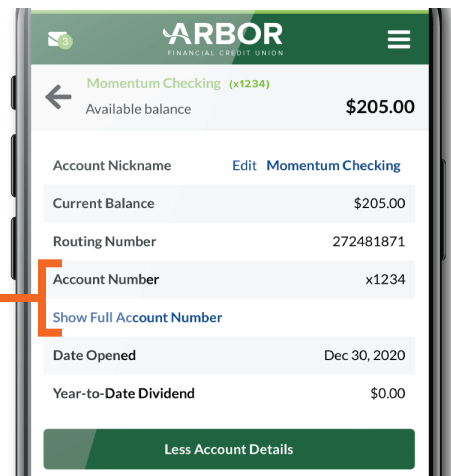 3
ARBOR
FINANCIAL CREDIT UNION
Momentum Checking (x1234)
Available balance $205.00
Account Nickname Edit Momentum Checking
Current Balance $205.00
Routing Number 272481871
Account Number x1234
Show Full Account Number
Date Opened Dec 30, 2020
Year-to-Date Dividend $0.00
Less Account Details